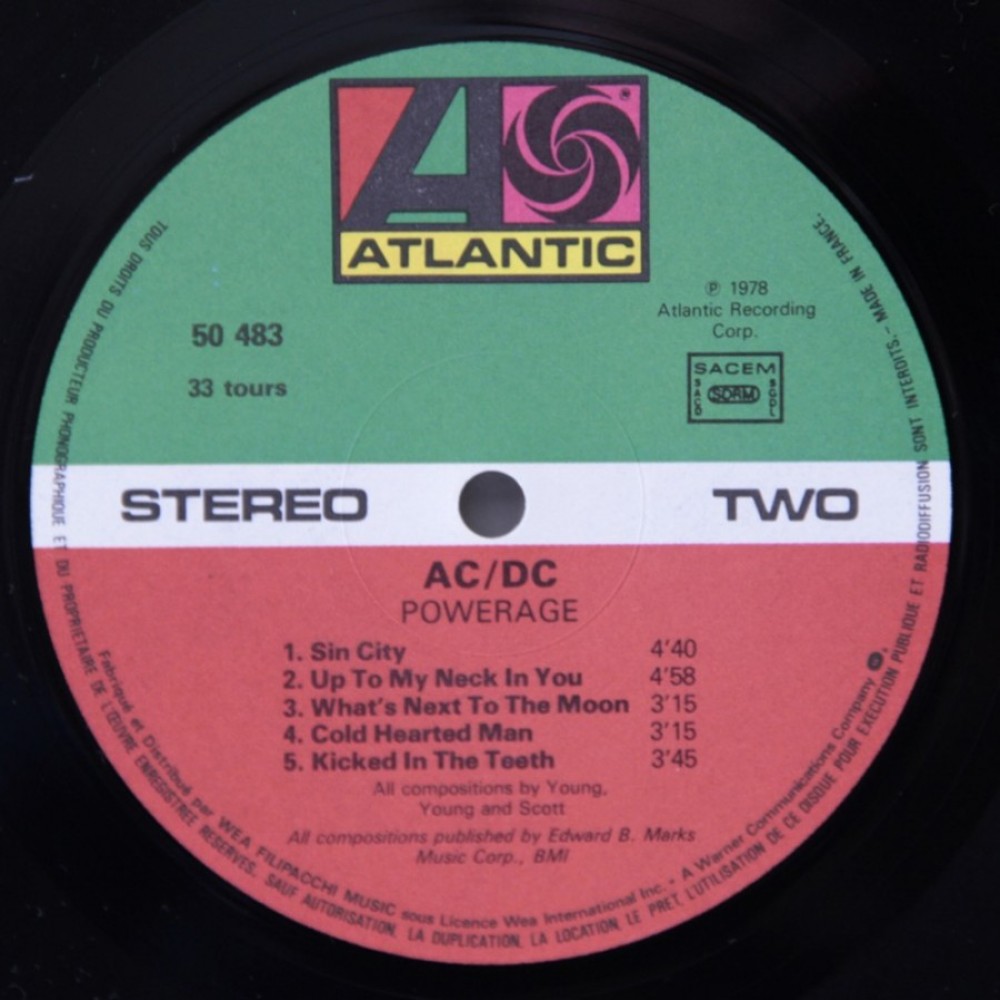 ATLANTIC
®
℗ 1978
Atlantic Recording
Corp.
50 483
33 tours
SACEM
SACD
SDRM
SGDL
STEREO
TWO
AC/DC
POWERAGE
1. Sin City 4'40
2. Up To My Neck In You 4'58
3. What's Next To The Moon 3'15
4. Cold Hearted Man 3'15
5. Kicked In The Teeth 3'45
All compositions by Young,
Young and Scott
All compositions published by Edward B. Marks
Music Corp., BMI
Fabriqué et Distribué par WEA FILIPACCHI MUSIC sous Licence Wea International Inc. • A Warner Communications Company
TOUS DROITS DU PRODUCTEUR PHONOGRAPHIQUE ET DU PROPRIETAIRE DE L'ŒUVRE ENREGISTREE RESERVES. SAUF AUTORISATION, LA DUPLICATION, LA LOCATION, LE PRET, L'UTILISATION DE CE DISQUE POUR EXECUTION PUBLIQUE ET RADIODIFFUSION SONT INTERDITS. - MADE IN FRANCE.